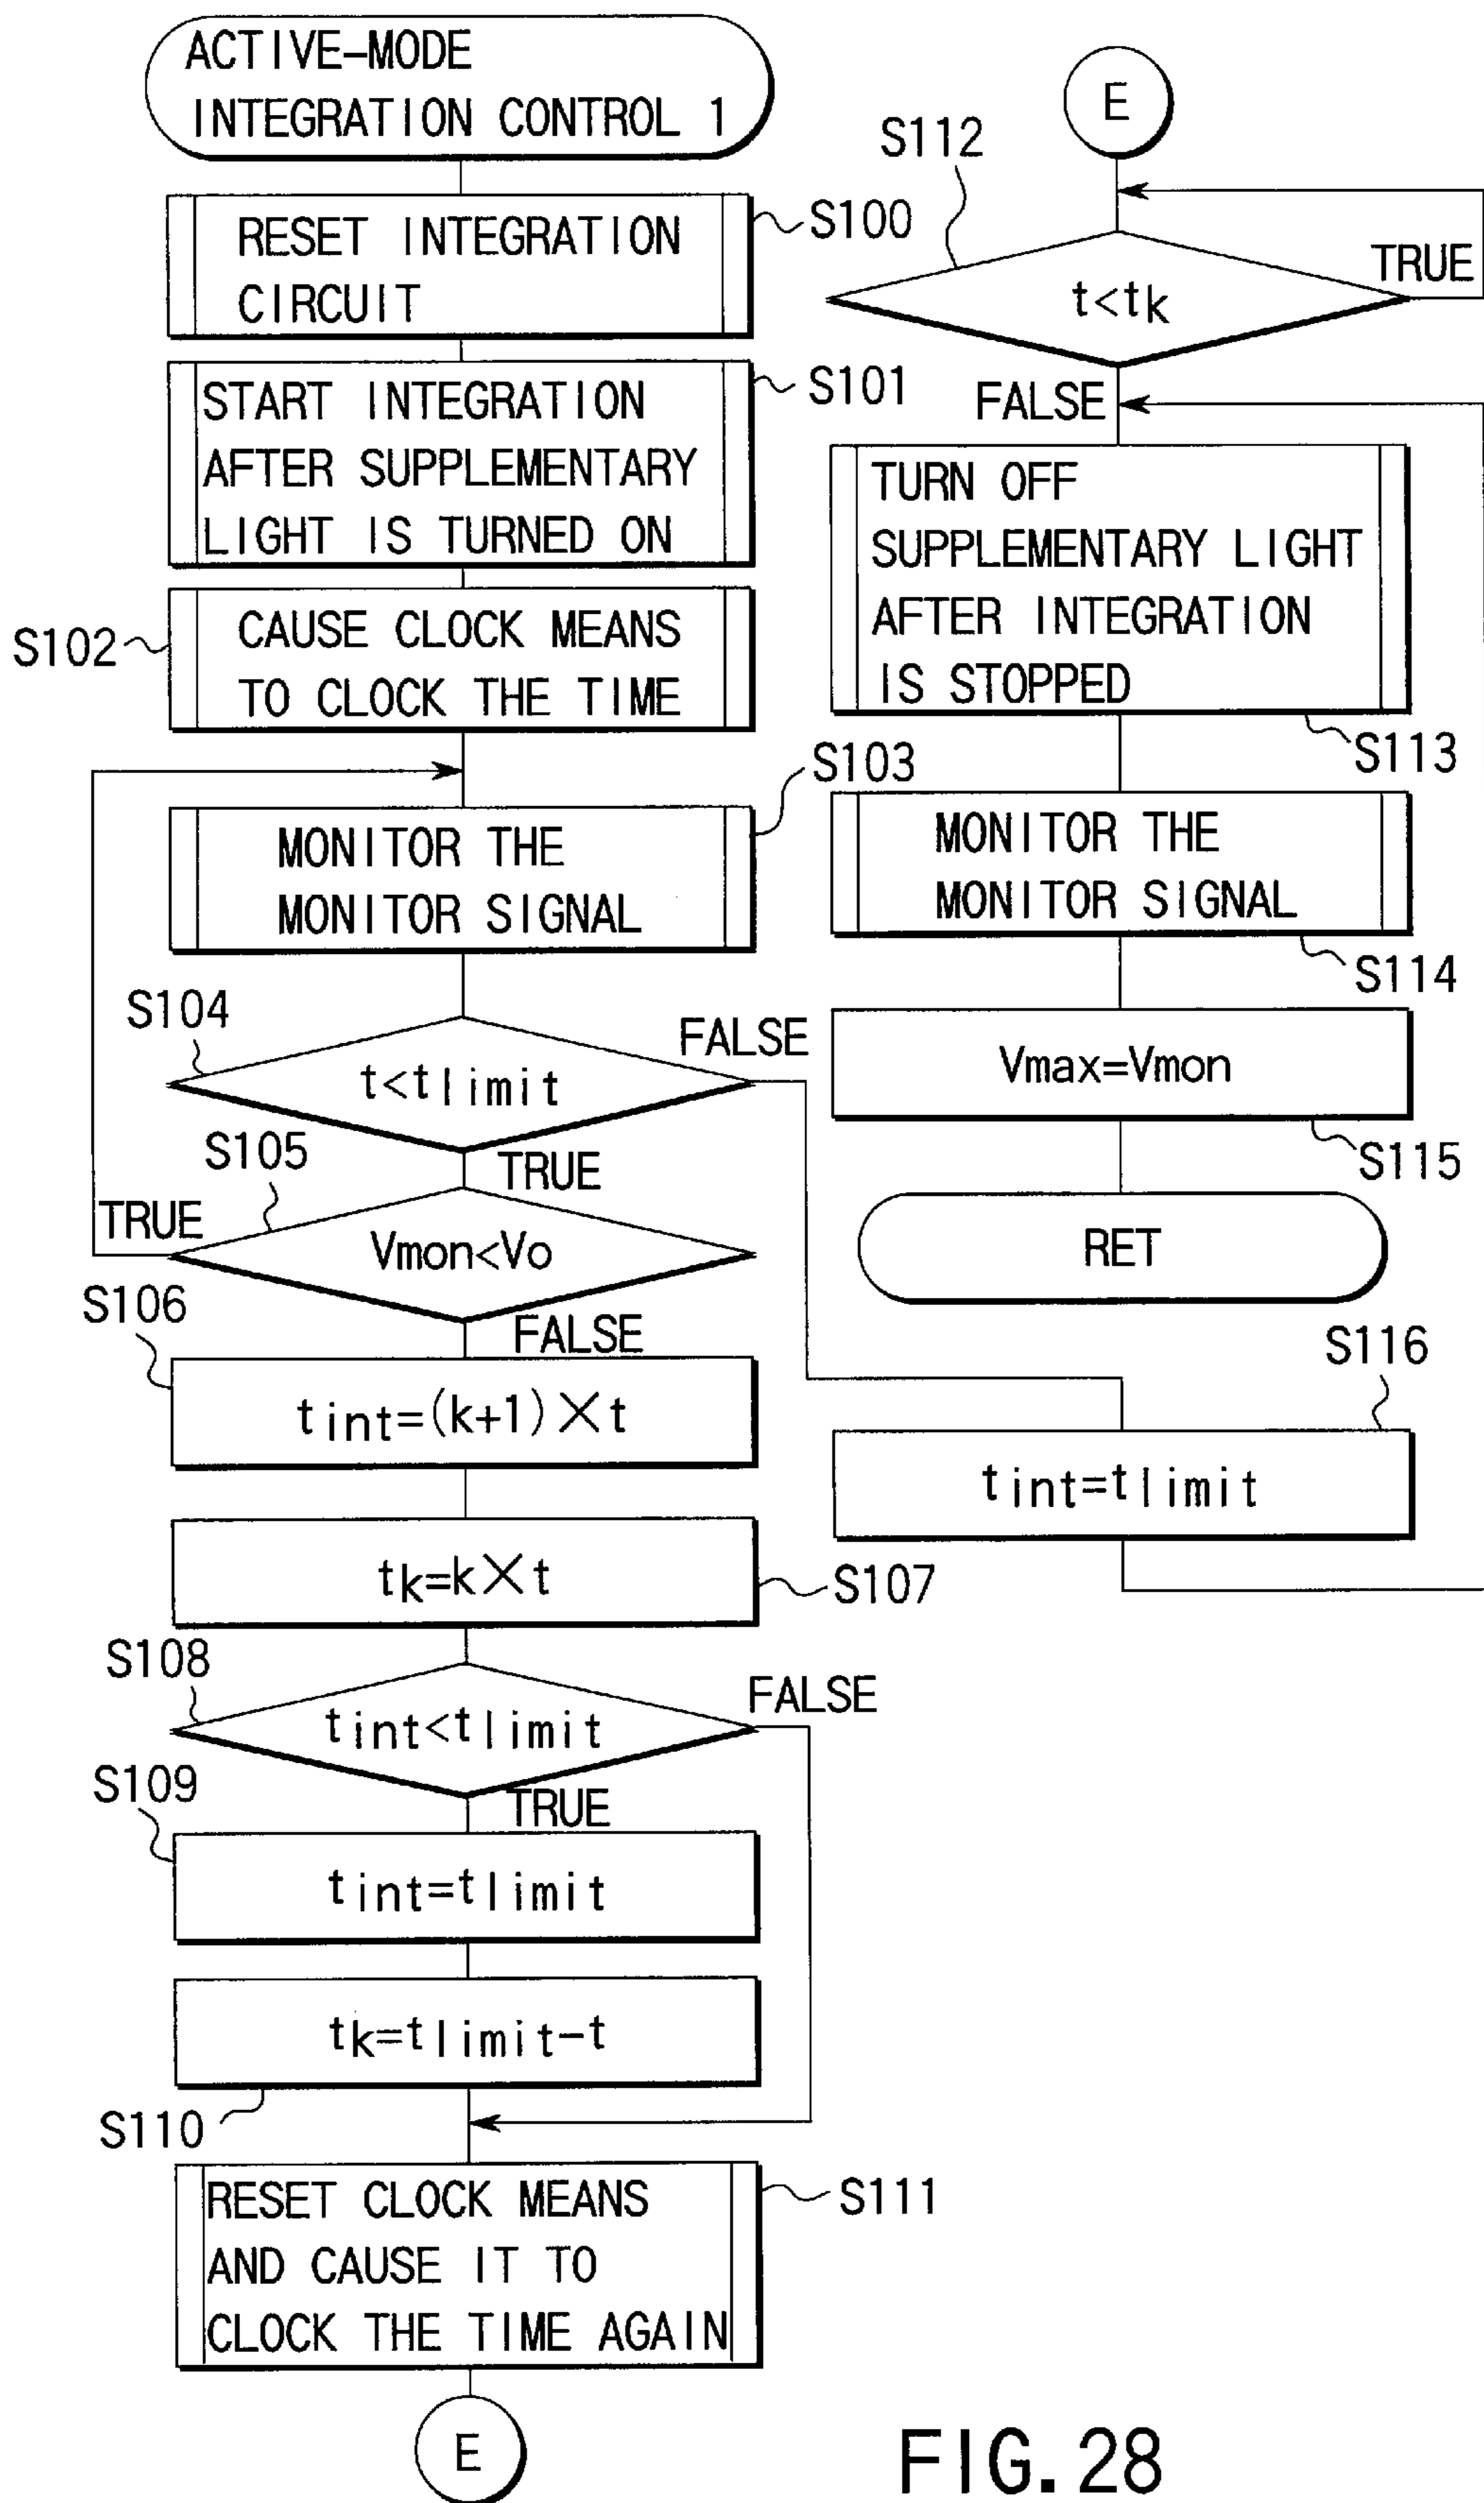 ACTIVE-MODE
INTEGRATION CONTROL 1
RESET INTEGRATION
CIRCUIT
S100
START INTEGRATION
AFTER SUPPLEMENTARY
LIGHT IS TURNED ON
S101
S102
CAUSE CLOCK MEANS
TO CLOCK THE TIME
S103
MONITOR THE
MONITOR SIGNAL
S104
t<tlimit
FALSE
TRUE
S105
Vmon<Vo
TRUE
FALSE
S106
tint=(k+1)×t
tk=k×t
S107
S108
tint<tlimit
FALSE
TRUE
S109
tint=tlimit
tk=tlimit-t
S110
RESET CLOCK MEANS
AND CAUSE IT TO
CLOCK THE TIME AGAIN
S111
E
E
S112
t<tk
TRUE
FALSE
TURN OFF
SUPPLEMENTARY LIGHT
AFTER INTEGRATION
IS STOPPED
S113
MONITOR THE
MONITOR SIGNAL
S114
Vmax=Vmon
S115
RET
S116
tint=tlimit
FIG. 28